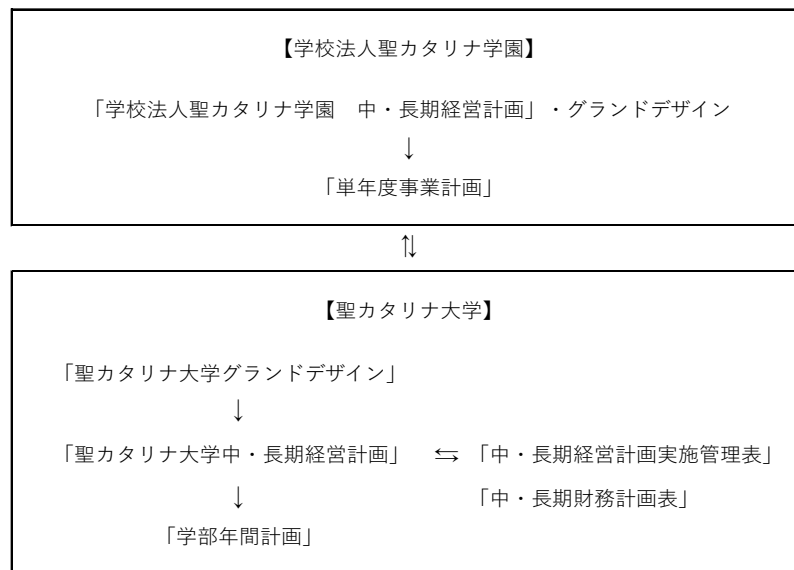 【学校法人聖カタリナ学園】
「学校法人聖カタリナ学園　中・長期経営計画」・グランドデザイン
↓
「単年度事業計画」
⇅
【聖カタリナ大学】
「聖カタリナ大学グランドデザイン」
↓
「聖カタリナ大学中・長期経営計画」　⇆　「中・長期経営計画実施管理表」
↓　「中・長期財務計画表」
「学部年間計画」